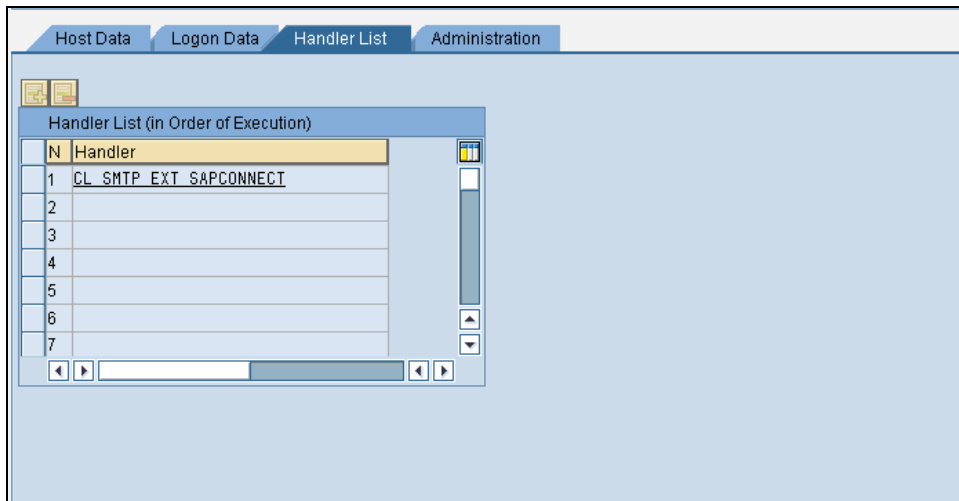 Host Data Logon Data Handler List Administration
Handler List (in Order of Execution)
N Handler
1 CL_SMTP_EXT_SAPCONNECT
2
3
4
5
6
7